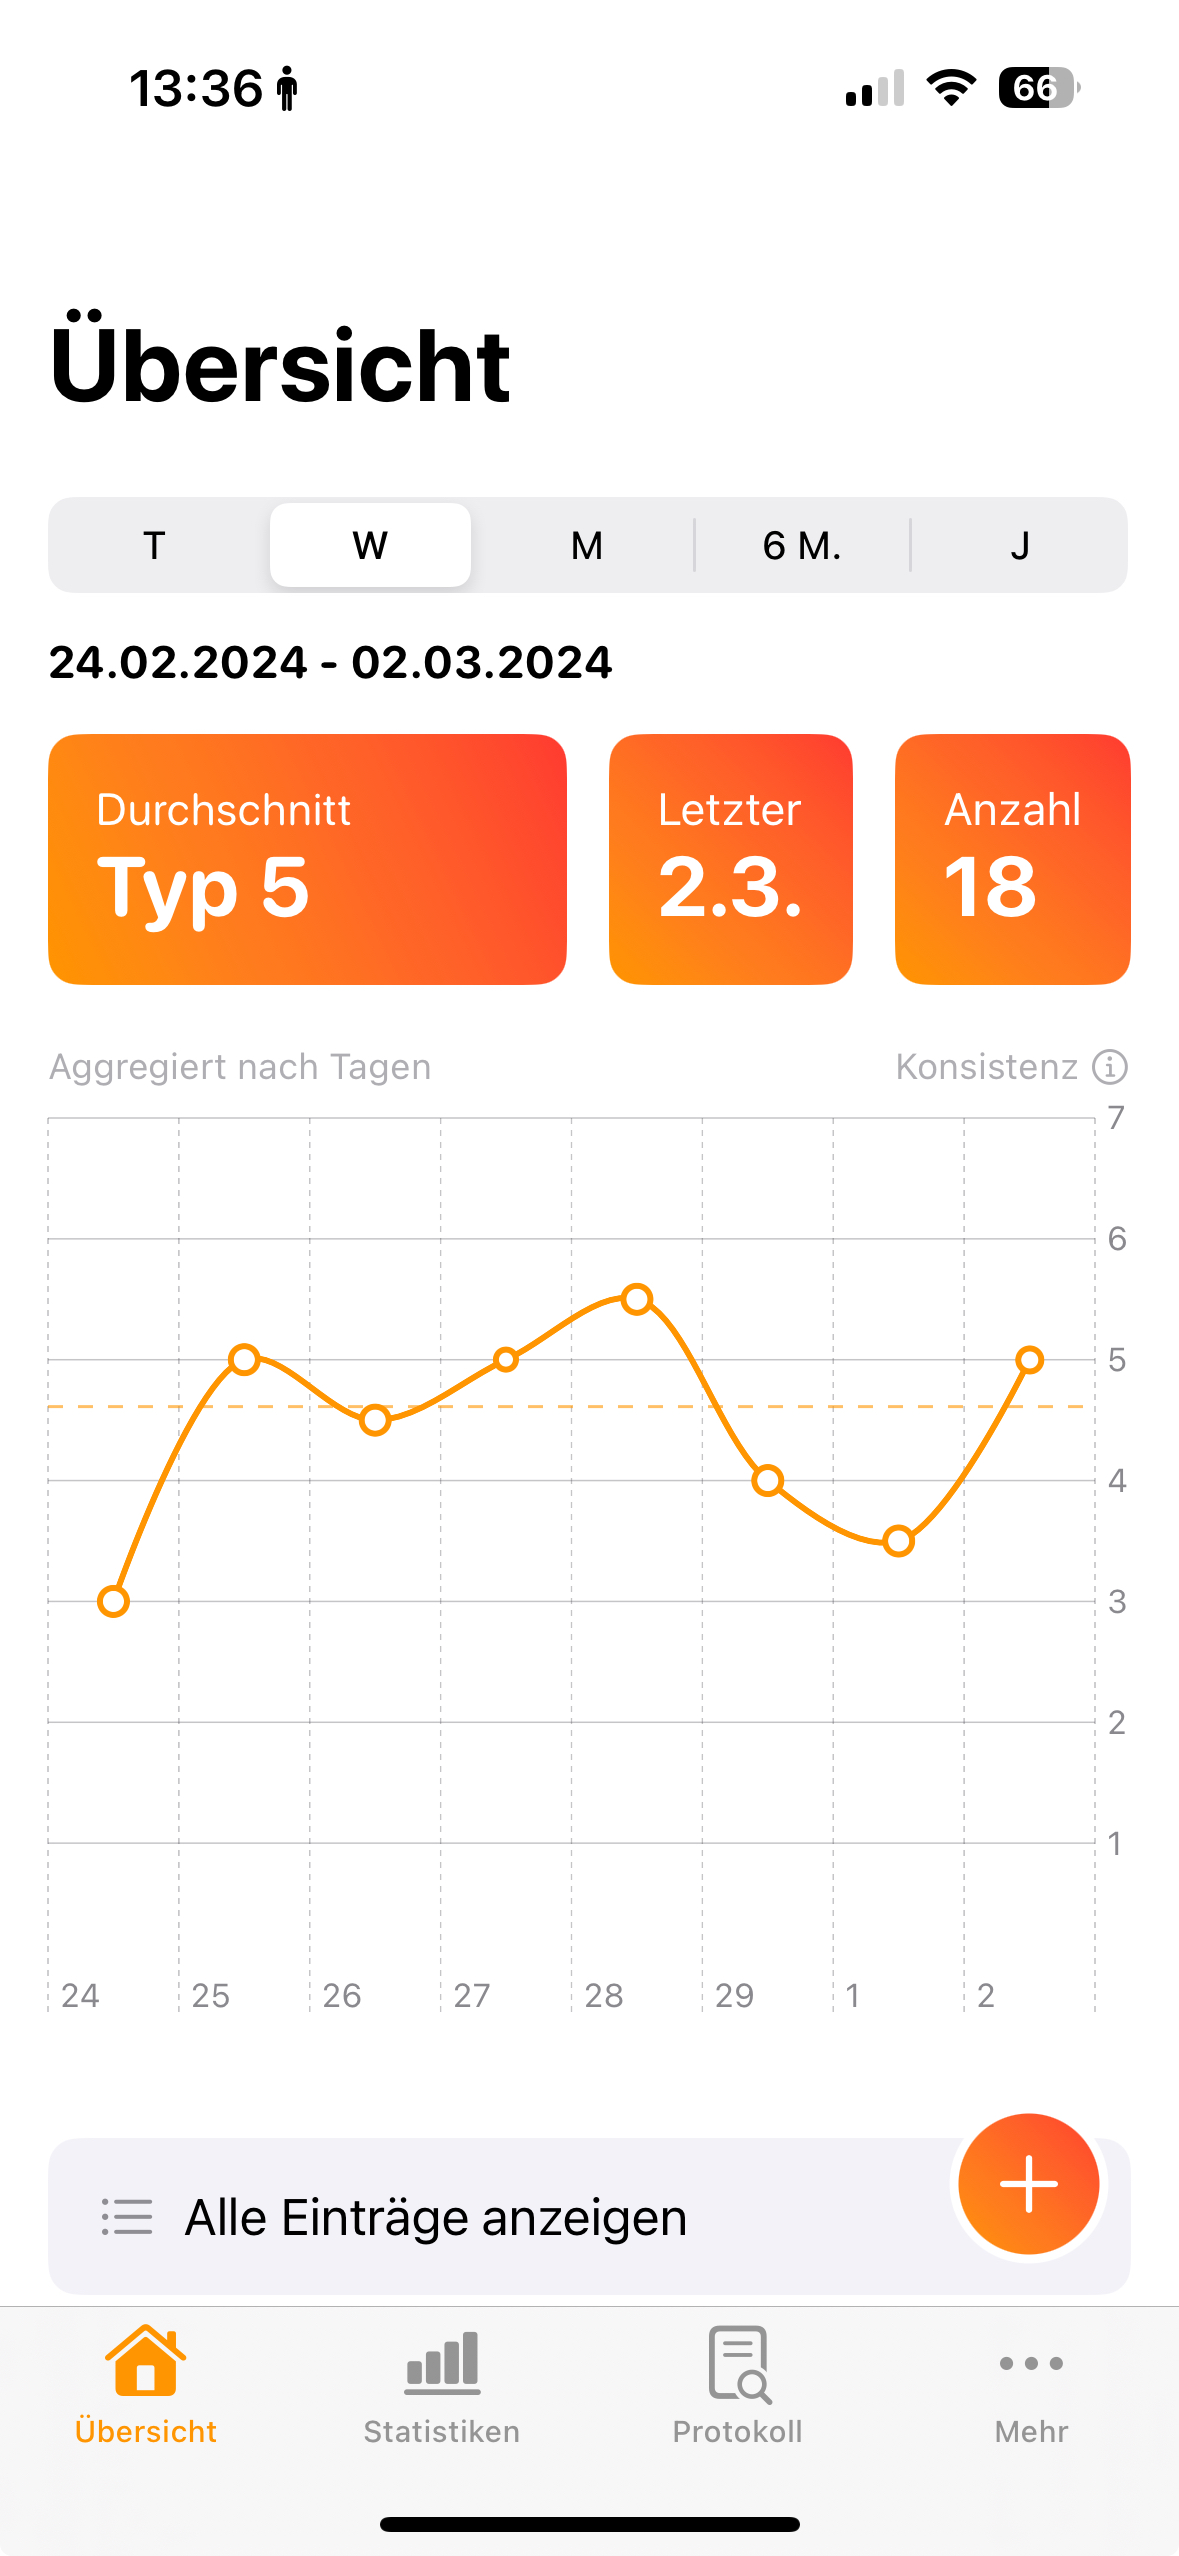 13:36
66
Übersicht
T W M 6 M. J
24.02.2024 - 02.03.2024
Durchschnitt
Typ 5
Letzter
2.3.
Anzahl
18
Aggregiert nach Tagen
Konsistenz
7
6
5
4
3
2
1
24 25 26 27 28 29 1 2
Alle Einträge anzeigen
Übersicht
Statistiken
Protokoll
Mehr